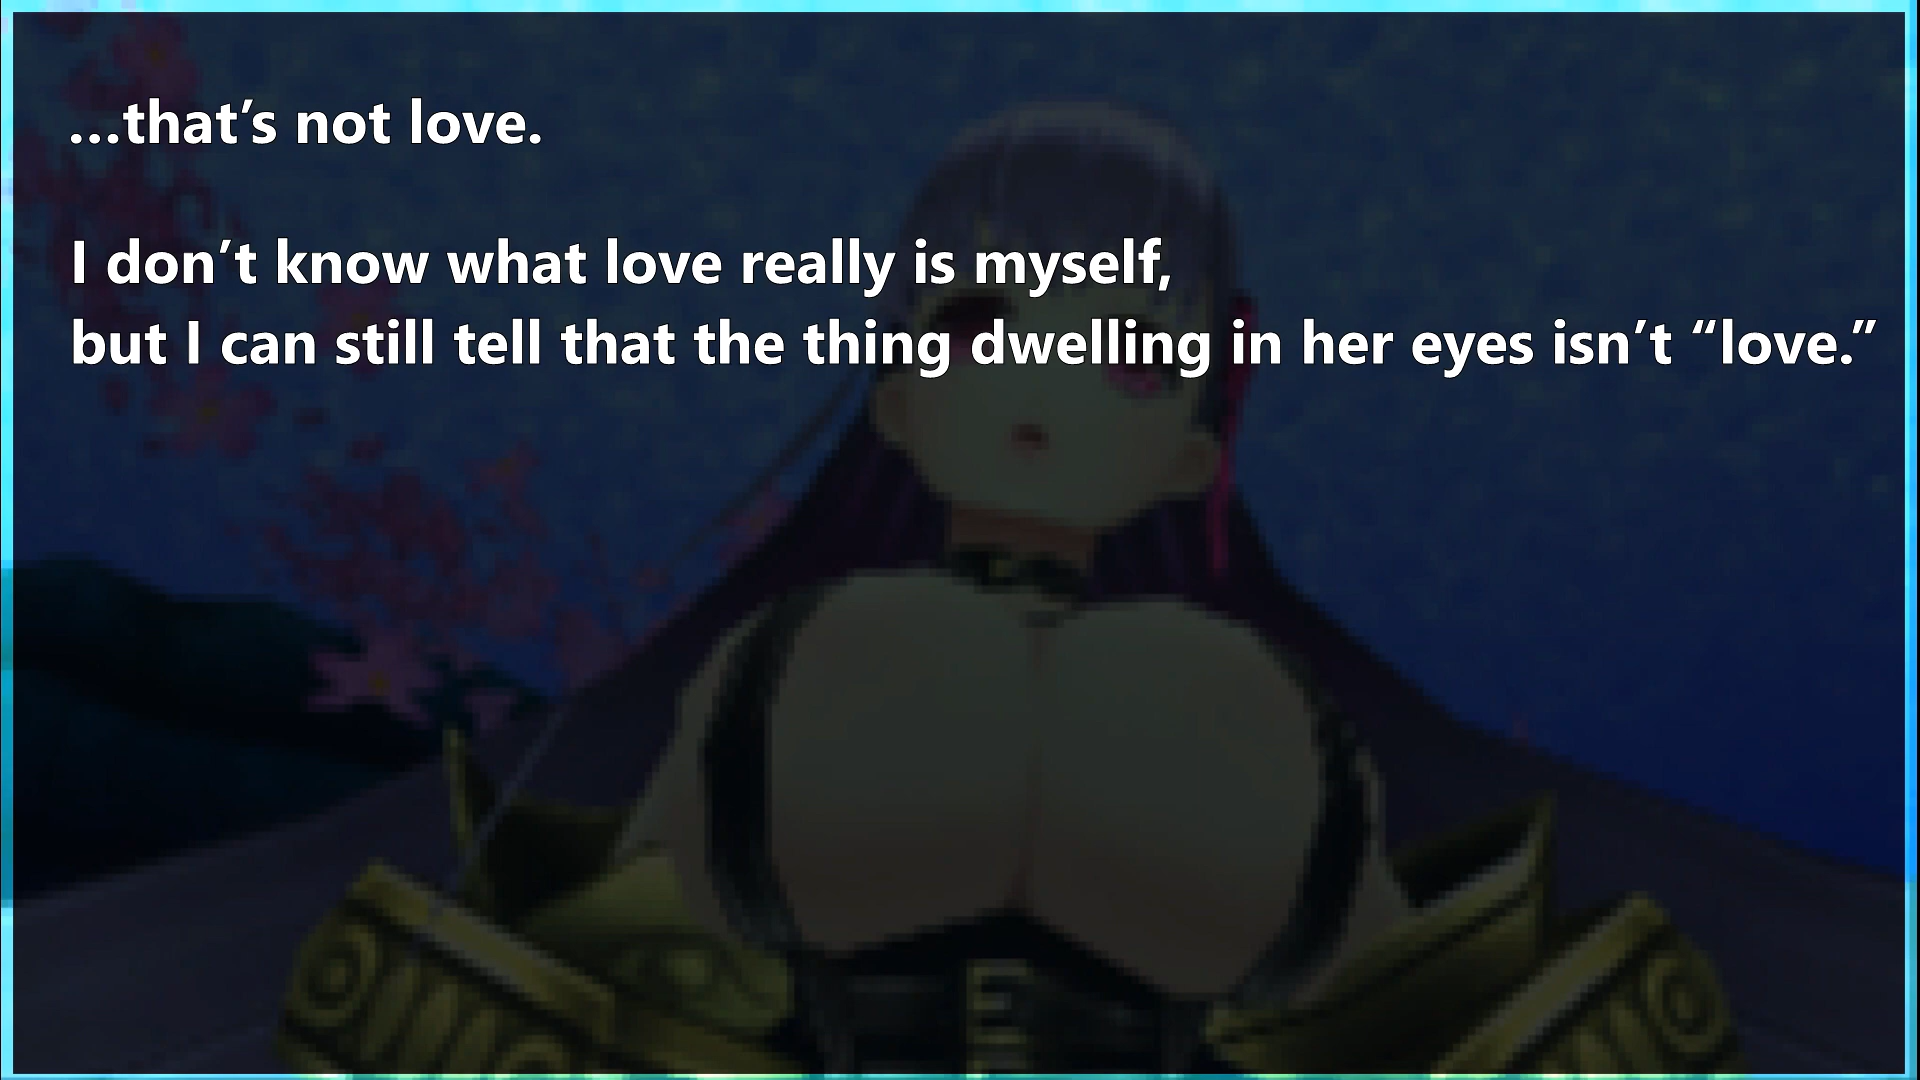 …that’s not love.
I don’t know what love really is myself,
but I can still tell that the thing dwelling in her eyes isn’t “love.”